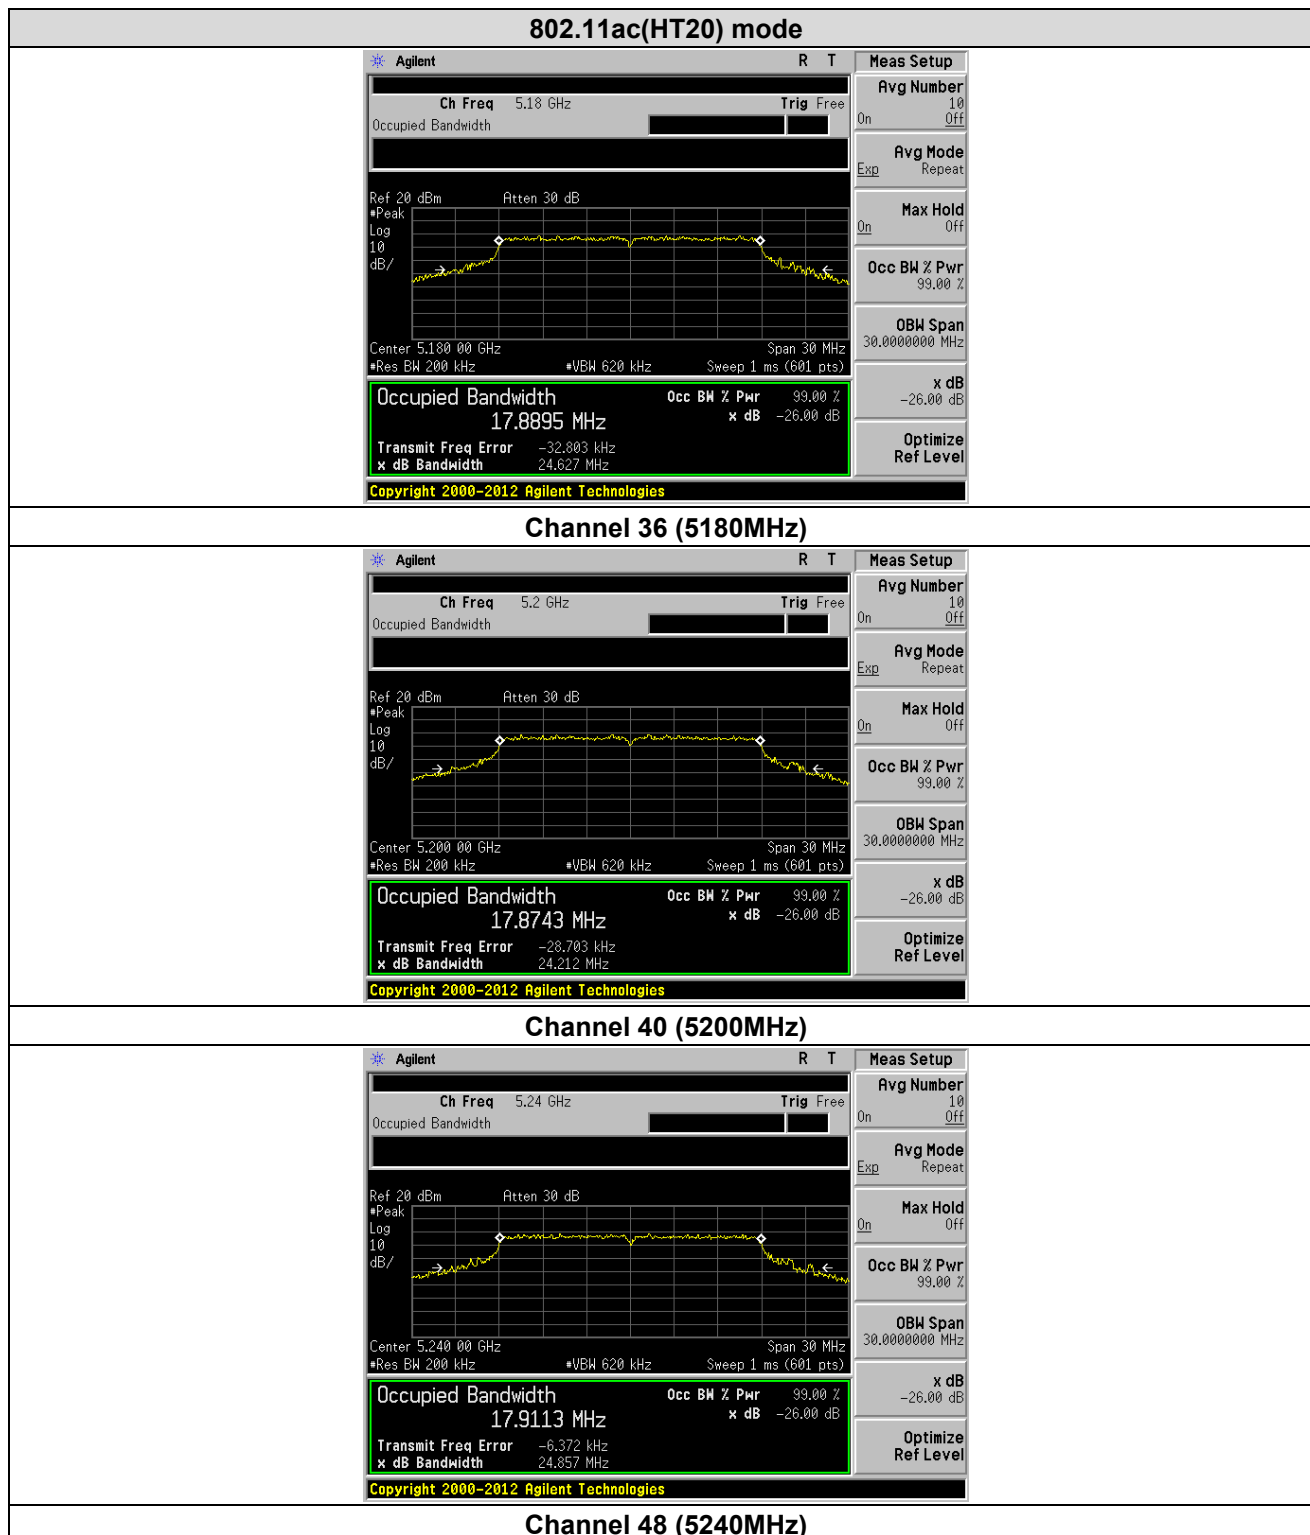 802.11ac(HT20) mode
Agilent R T Meas Setup
Ch Freq 5.18 GHz Trig Free
Occupied Bandwidth
Avg Number
10
On Off
Avg Mode
Exp Repeat
Max Hold
On Off
Occ BW % Pwr
99.00 %
OBW Span
30.0000000 MHz
x dB
-26.00 dB
Optimize
Ref Level
Ref 20 dBm Atten 30 dB
#Peak
Log
10
dB/
Center 5.180 00 GHz Span 30 MHz
#Res BW 200 kHz #VBW 620 kHz Sweep 1 ms (601 pts)
Occupied Bandwidth Occ BW % Pwr 99.00 %
17.8895 MHz x dB -26.00 dB
Transmit Freq Error -32.803 kHz
x dB Bandwidth 24.627 MHz
Copyright 2000-2012 Agilent Technologies
Channel 36 (5180MHz)
Agilent R T Meas Setup
Ch Freq 5.2 GHz Trig Free
Occupied Bandwidth
Avg Number
10
On Off
Avg Mode
Exp Repeat
Max Hold
On Off
Occ BW % Pwr
99.00 %
OBW Span
30.0000000 MHz
x dB
-26.00 dB
Optimize
Ref Level
Ref 20 dBm Atten 30 dB
#Peak
Log
10
dB/
Center 5.200 00 GHz Span 30 MHz
#Res BW 200 kHz #VBW 620 kHz Sweep 1 ms (601 pts)
Occupied Bandwidth Occ BW % Pwr 99.00 %
17.8743 MHz x dB -26.00 dB
Transmit Freq Error -28.703 kHz
x dB Bandwidth 24.212 MHz
Copyright 2000-2012 Agilent Technologies
Channel 40 (5200MHz)
Agilent R T Meas Setup
Ch Freq 5.24 GHz Trig Free
Occupied Bandwidth
Avg Number
10
On Off
Avg Mode
Exp Repeat
Max Hold
On Off
Occ BW % Pwr
99.00 %
OBW Span
30.0000000 MHz
x dB
-26.00 dB
Optimize
Ref Level
Ref 20 dBm Atten 30 dB
#Peak
Log
10
dB/
Center 5.240 00 GHz Span 30 MHz
#Res BW 200 kHz #VBW 620 kHz Sweep 1 ms (601 pts)
Occupied Bandwidth Occ BW % Pwr 99.00 %
17.9113 MHz x dB -26.00 dB
Transmit Freq Error -6.372 kHz
x dB Bandwidth 24.857 MHz
Copyright 2000-2012 Agilent Technologies
Channel 48 (5240MHz)